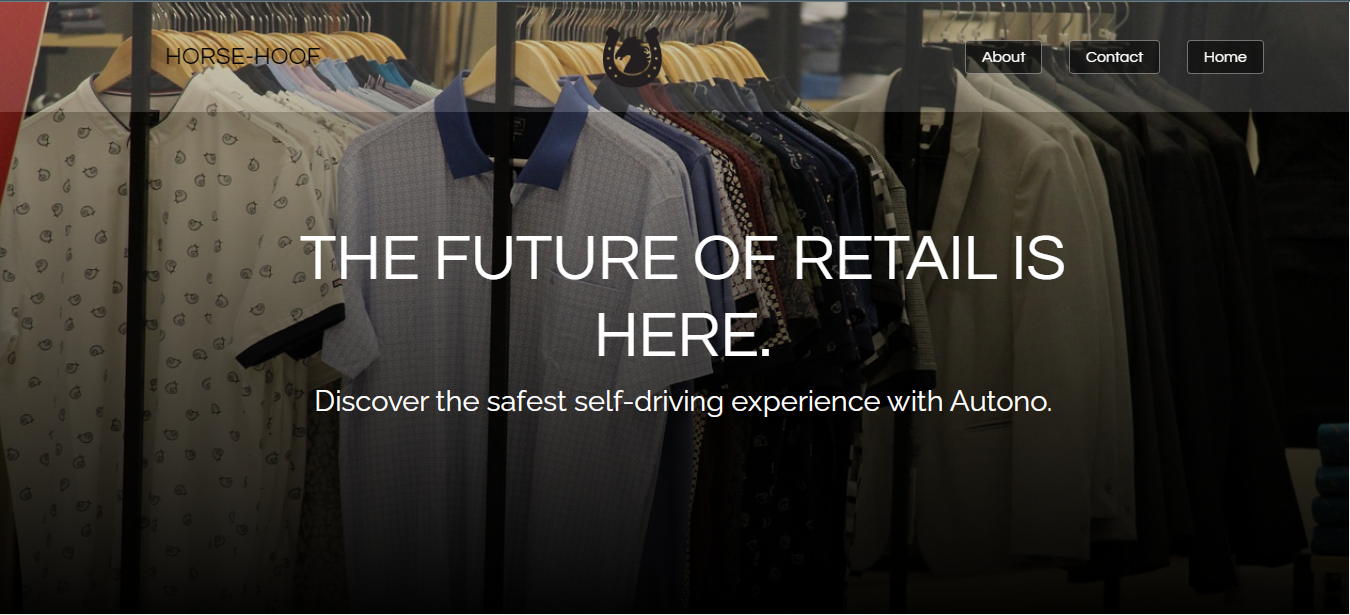 HORSE-HOOF
About
Contact
Home
THE FUTURE OF RETAIL IS
HERE.
Discover the safest self-driving experience with Autono.